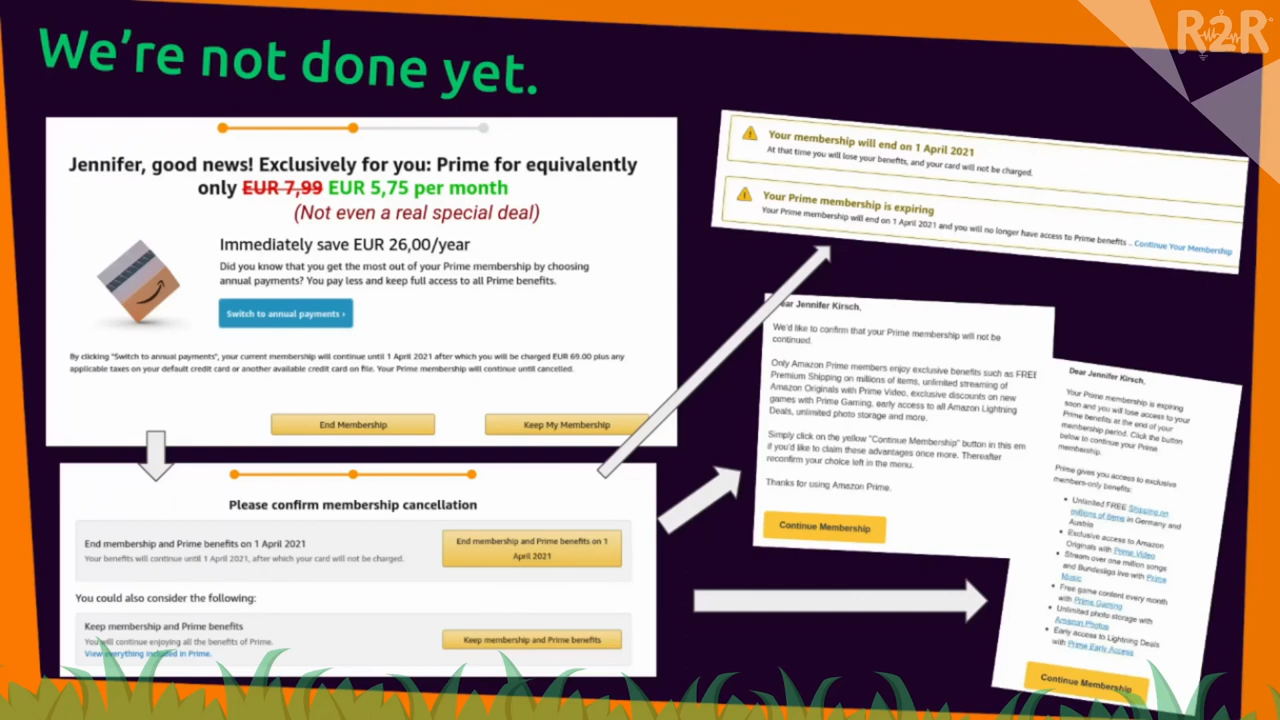 We're not done yet.
R2R
Jennifer, good news! Exclusively for you: Prime for equivalently
only EUR 7,99 EUR 5,75 per month
(Not even a real special deal)
Immediately save EUR 26,00/year
Did you know that you get the most out of your Prime membership by choosing
annual payments? You pay less and keep full access to all Prime benefits.
Switch to annual payments ›
By clicking "Switch to annual payments", your current membership will continue until 1 April 2021 after which you will be charged EUR 69.00 plus any
applicable taxes on your default credit card or another available credit card on file. Your Prime membership will continue until cancelled.
End Membership
Keep My Membership
Please confirm membership cancellation
End membership and Prime benefits on 1 April 2021
Your benefits will continue until 1 April 2021, after which your card will not be charged.
End membership and Prime benefits on 1
April 2021
You could also consider the following:
Keep membership and Prime benefits
You will continue enjoying all the benefits of Prime.
View everything included in Prime.
Keep membership and Prime benefits
Your membership will end on 1 April 2021
At that time you will lose your benefits, and your card will not be charged.
Your Prime membership is expiring
Your Prime membership will end on 1 April 2021 and you will no longer have access to Prime benefits .. Continue Your Membership
ear Jennifer Kirsch,
We'd like to confirm that your Prime membership will not be
continued.
Only Amazon Prime members enjoy exclusive benefits such as FREE
Premium Shipping on millions of items, unlimited streaming of
Amazon Originals with Prime Video, exclusive discounts on new
games with Prime Gaming, early access to all Amazon Lightning
Deals, unlimited photo storage and more.
Simply click on the yellow "Continue Membership" button in this em
if you'd like to claim these advantages once more. Thereafter
reconfirm your choice left in the menu.
Thanks for using Amazon Prime.
Continue Membership
Dear Jennifer Kirsch,
Your Prime membership is expiring
soon and you will lose access to your
Prime benefits at the end of your
membership period. Click the button
below to continue your Prime
membership.
Prime gives you access to exclusive
members-only benefits:
• Unlimited FREE Shipping on
millions of items in Germany and
Austria
• Exclusive access to Amazon
Originals with Prime Video
• Stream over one million songs
and Bundesliga live with Prime
Music
• Free game content every month
with Prime Gaming
• Unlimited photo storage with
Amazon Photos
• Early access to Lightning Deals
with Prime Early Access
Continue Membership